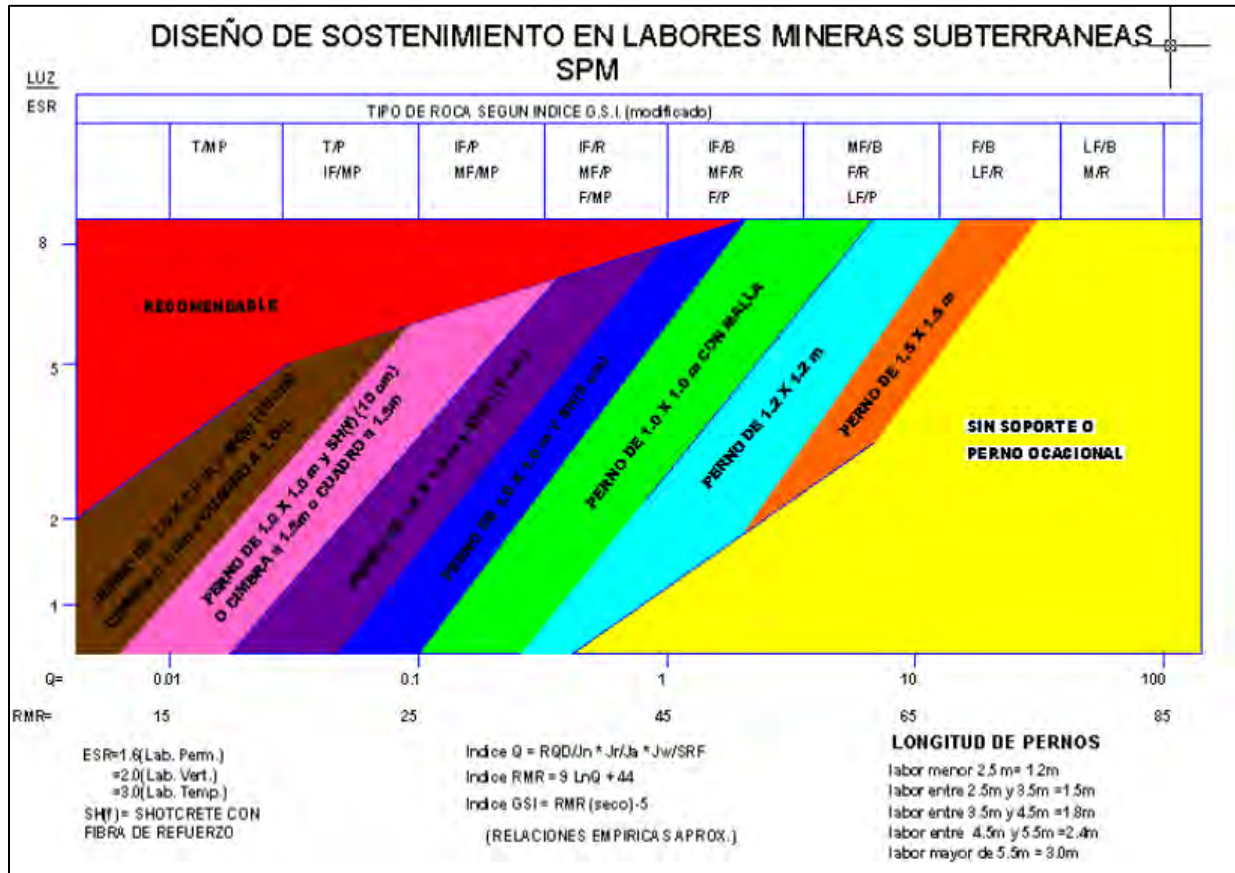 DISEÑO DE SOSTENIMIENTO EN LABORES MINERAS SUBTERRANEAS
SPM
LUZ
ESR
TIPO DE ROCA SEGUN INDICE G.S.I. (modificado)
T/MP
T/P
IF/MP
IF/P
MF/MP
IF/R
MF/P
F/MP
IF/B
MF/R
F/P
MF/B
F/R
LF/P
F/B
LF/R
LF/B
M/R
8
5
2
1
RECOMENDABLE
PERNO DE 1.0 X 1.0 m y SH(f) (10 cm)
O CIMBRA = 1.5m o CUADRO = 1.5m
PERNO DE 1.0 X 1.0 m Y SH(5 cm)
PERNO DE 1.0 X 1.0 m CON MALLA
PERNO DE 1.2 X 1.2 m
PERNO DE 1,5 X 1.5 m
SIN SOPORTE O
PERNO OCACIONAL
Q= 0.01 0.1 1 10 100
RMR= 15 25 45 65 85
ESR=1.6(Lab. Perm.)
=2.0(Lab. Vert.)
=3.0(Lab. Temp.)
SH(f)= SHOTCRETE CON
FIBRA DE REFUERZO
Indice Q = RQD/Jn * Jr/Ja * Jw/SRF
Indice RMR = 9 LnQ + 44
Indice GSI = RMR (seco)-5
(RELACIONES EMPIRICAS APROX.)
LONGITUD DE PERNOS
labor menor 2.5 m= 1.2m
labor entre 2.5m y 3.5m =1.5m
labor entre 3.5m y 4.5m =1.8m
labor entre 4.5m y 5.5m =2.4m
labor mayor de 5.5m = 3.0m